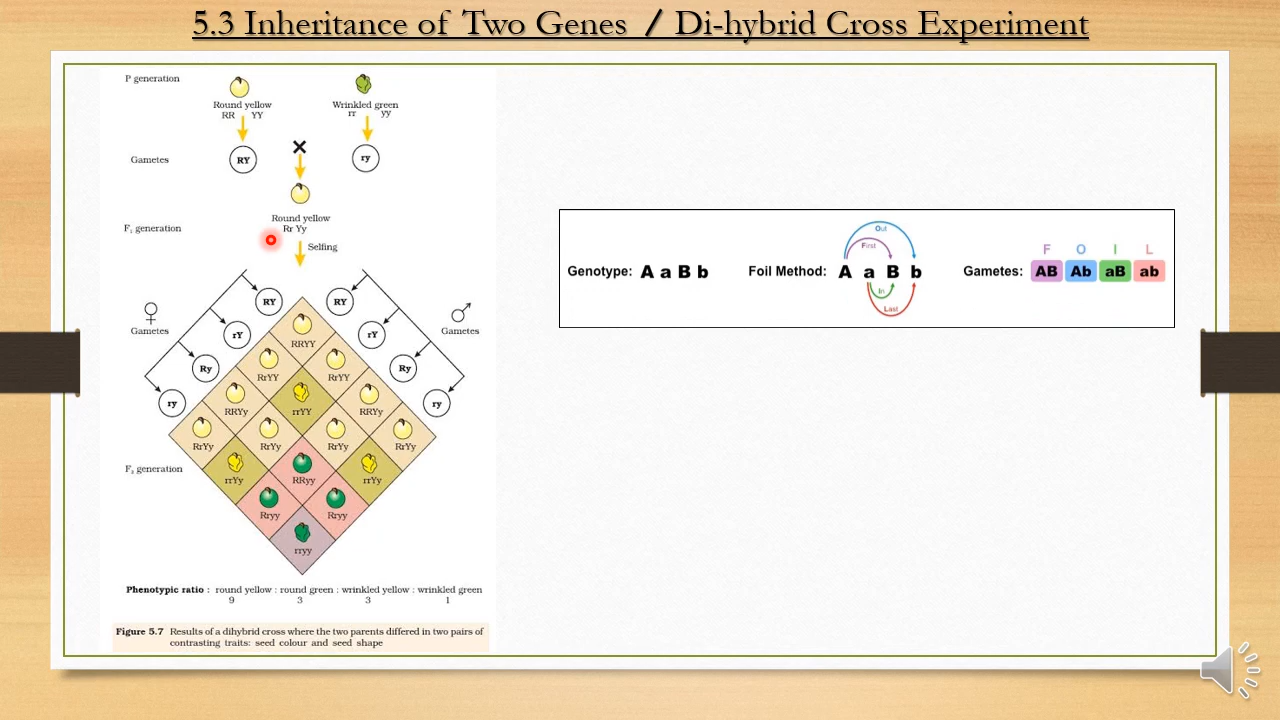 5.3 Inheritance of Two Genes / Di-hybrid Cross Experiment
P generation
Round yellow
RR YY
Wrinkled green
rr yy
Gametes
RY
×
ry
Round yellow
F₁ generation
Rr Yy
Selfing
♀
Gametes
♂
Gametes
RY
RY
rY
rY
Ry
Ry
ry
ry
RRYY
RrYY
RrYY
RRYy
rrYY
RRYy
RrYy
RrYy
RrYy
RrYy
F₂ generation
rrYy
RRyy
rrYy
Rryy
Rryy
rryy
Phenotypic ratio : round yellow : round green : wrinkled yellow : wrinkled green
9 3 3 1
Figure 5.7 Results of a dihybrid cross where the two parents differed in two pairs of
contrasting traits: seed colour and seed shape
Genotype: A a B b
Foil Method: A a B b
Out
First
In
Last
Gametes:
F O I L
AB Ab aB ab